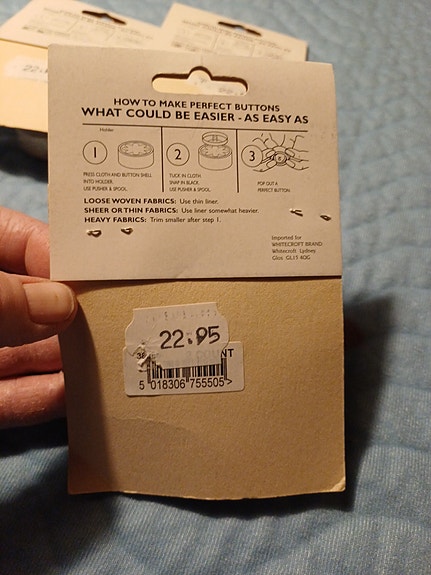 HOW TO MAKE PERFECT BUTTONS
WHAT COULD BE EASIER - AS EASY AS
Holder
1
2
3
PRESS CLOTH AND BUTTON SHELL
INTO HOLDER.
USE PUSHER & SPOOL.
TUCK IN CLOTH.
SNAP IN BACK.
USE PUSHER & SPOOL.
POP OUT A
PERFECT BUTTON.
LOOSE WOVEN FABRICS: Use thin liner.
SHEER OR THIN FABRICS: Use liner somewhat heavier.
HEAVY FABRICS: Trim smaller after step 1.
Imported for
WHITECROFT BRAND
Whitecroft Lydney.
Glos GL15 4QG
22.95
NT
5 018306 755505>
22